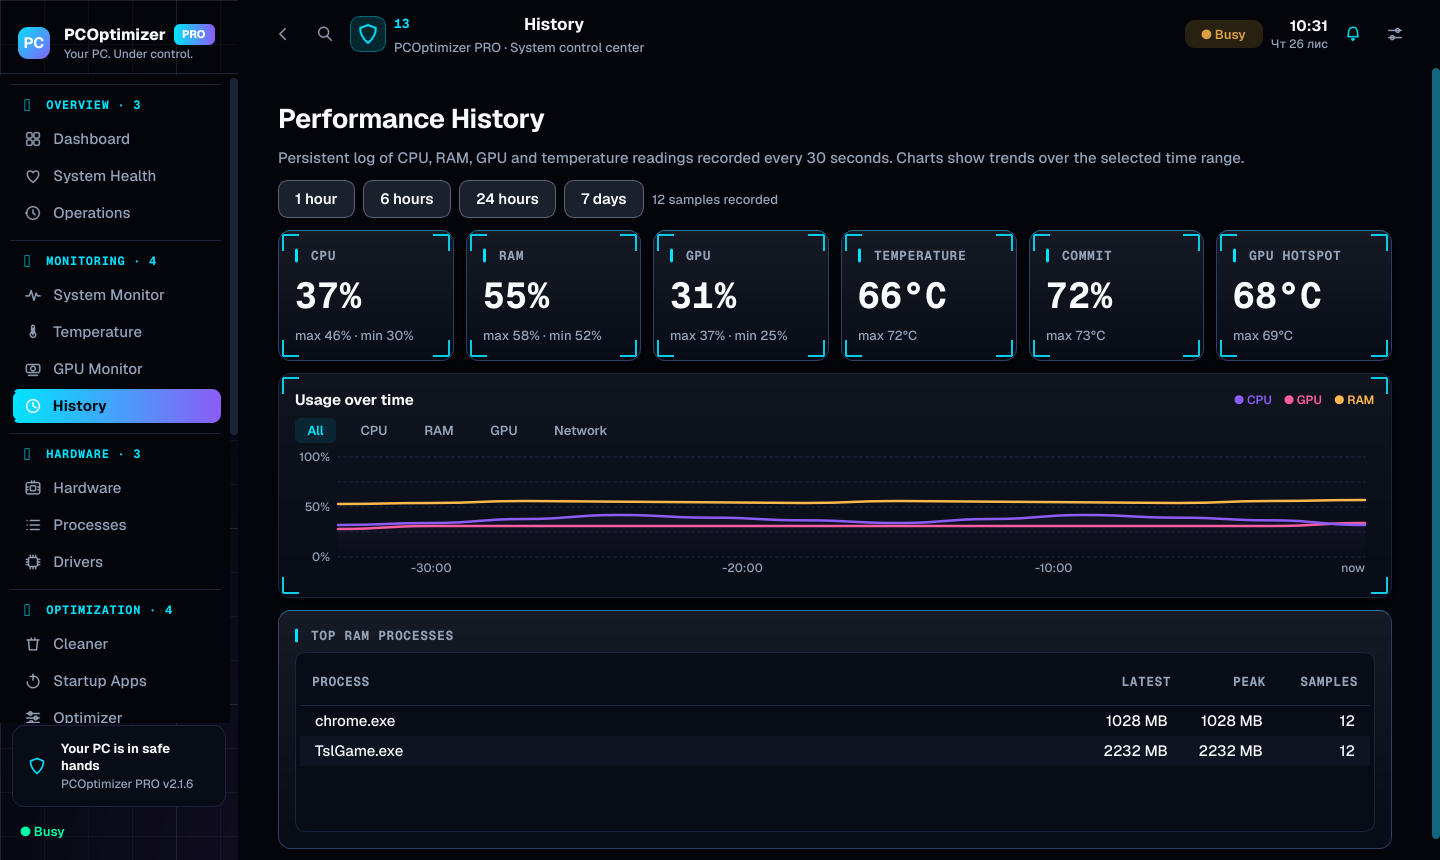 PC
PCOptimizer PRO
Your PC. Under control.
OVERVIEW · 3
Dashboard
System Health
Operations
MONITORING · 4
System Monitor
Temperature
GPU Monitor
History
HARDWARE · 3
Hardware
Processes
Drivers
OPTIMIZATION · 4
Cleaner
Startup Apps
Optimizer
Your PC is in safe
hands
PCOptimizer PRO v2.1.6
Busy
13 History
PCOptimizer PRO · System control center
Busy
10:31
Чт 26 лис
Performance History
Persistent log of CPU, RAM, GPU and temperature readings recorded every 30 seconds. Charts show trends over the selected time range.
1 hour 6 hours 24 hours 7 days 12 samples recorded
CPU
37%
max 46% · min 30%
RAM
55%
max 58% · min 52%
GPU
31%
max 37% · min 25%
TEMPERATURE
66°C
max 72°C
COMMIT
72%
max 73°C
GPU HOTSPOT
68°C
max 69°C
Usage over time CPU GPU RAM
All CPU RAM GPU Network
100%
50%
0%
-30:00 -20:00 -10:00 now
TOP RAM PROCESSES
PROCESS LATEST PEAK SAMPLES
chrome.exe 1028 MB 1028 MB 12
TslGame.exe 2232 MB 2232 MB 12